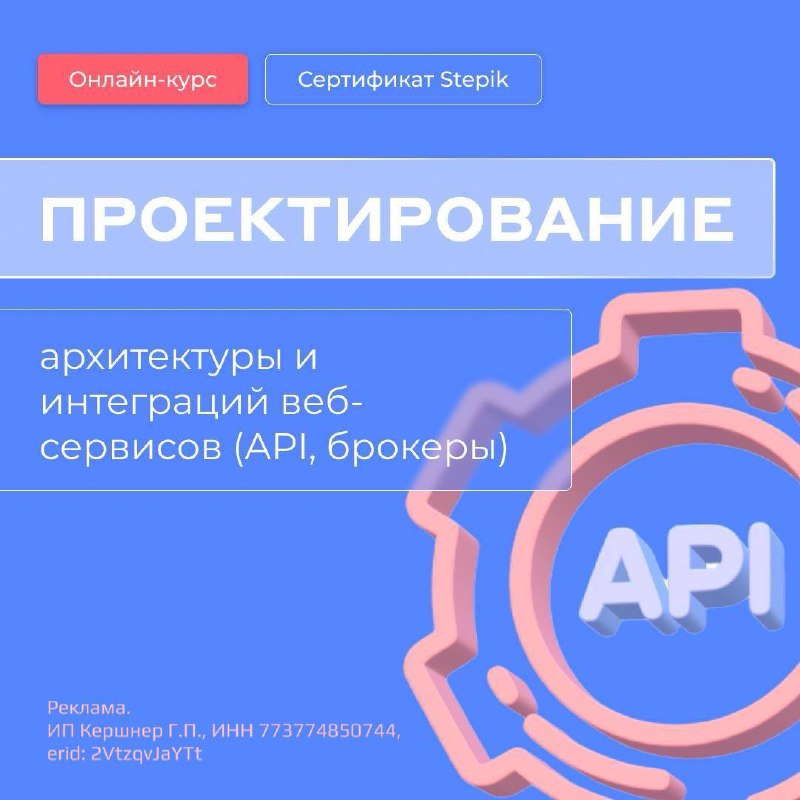 Онлайн-курс
Сертификат Stepik
ПРОЕКТИРОВАНИЕ
архитектуры и
интеграций веб-
сервисов (API, брокеры)
API
Реклама.
ИП Кершнер Г.П., ИНН 773774850744,
erid: 2VtzqvJaYTt